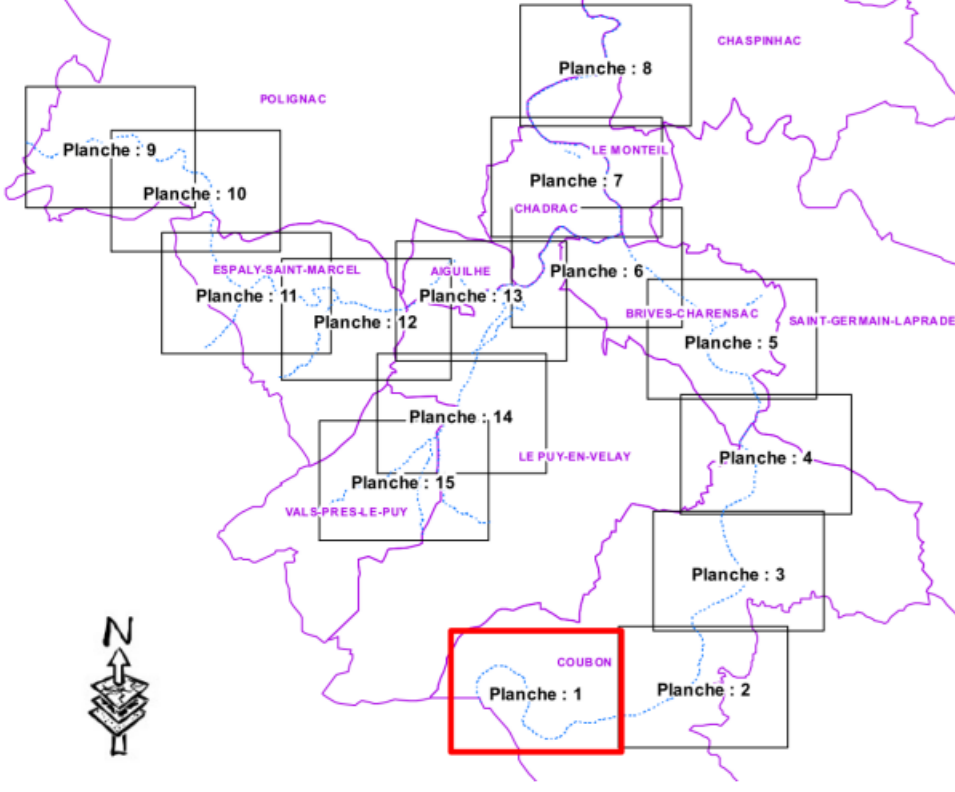 CHASPINHAC
Planche : 8
POLIGNAC
Planche : 9
LE MONTEIL
Planche : 7
Planche : 10
CHADRAC
ESPALY-SAINT-MARCEL
AIGUILHE
Planche : 6
Planche : 11
Planche : 13
Planche : 12
BRIVES-CHARENSAC
SAINT-GERMAIN-LAPRADE
Planche : 5
Planche : 14
LE PUY-EN-VELAY
Planche : 4
Planche : 15
VALS-PRES-LE-PUY
Planche : 3
N
COUBON
Planche : 1
Planche : 2